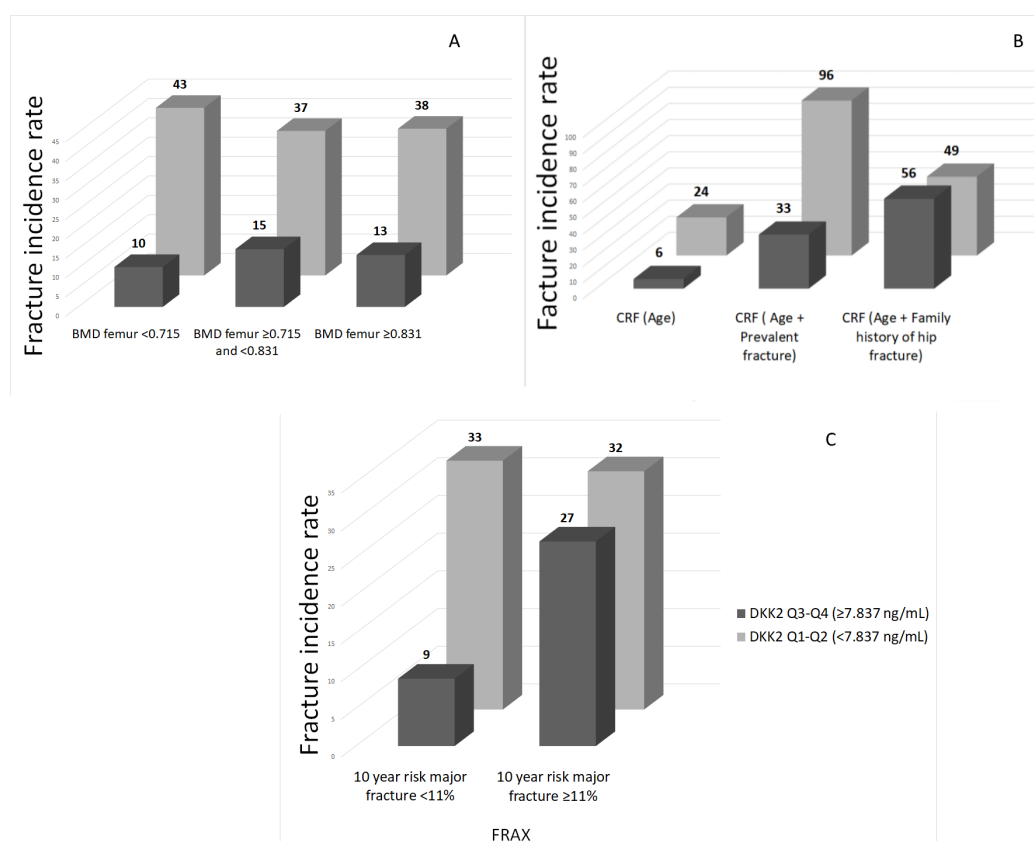 A
Fracture incidence rate
45
40
35
30
25
20
15
10
5
0
43
37
38
10
15
13
BMD femur <0.715
BMD femur ≥0.715
and <0.831
BMD femur ≥0.831
B
Facture incidence rate
100
90
80
70
60
50
40
30
20
10
0
96
24
49
6
33
56
CRF (Age)
CRF ( Age +
Prevalent
fracture)
CRF (Age + Family
history of hip
fracture)
C
Fracture incidence rate
35
30
25
20
15
10
5
0
33
32
9
27
10 year risk major
fracture <11%
10 year risk major
fracture ≥11%
FRAX
DKK2 Q3-Q4 (≥7.837 ng/mL)
DKK2 Q1-Q2 (<7.837 ng/mL)